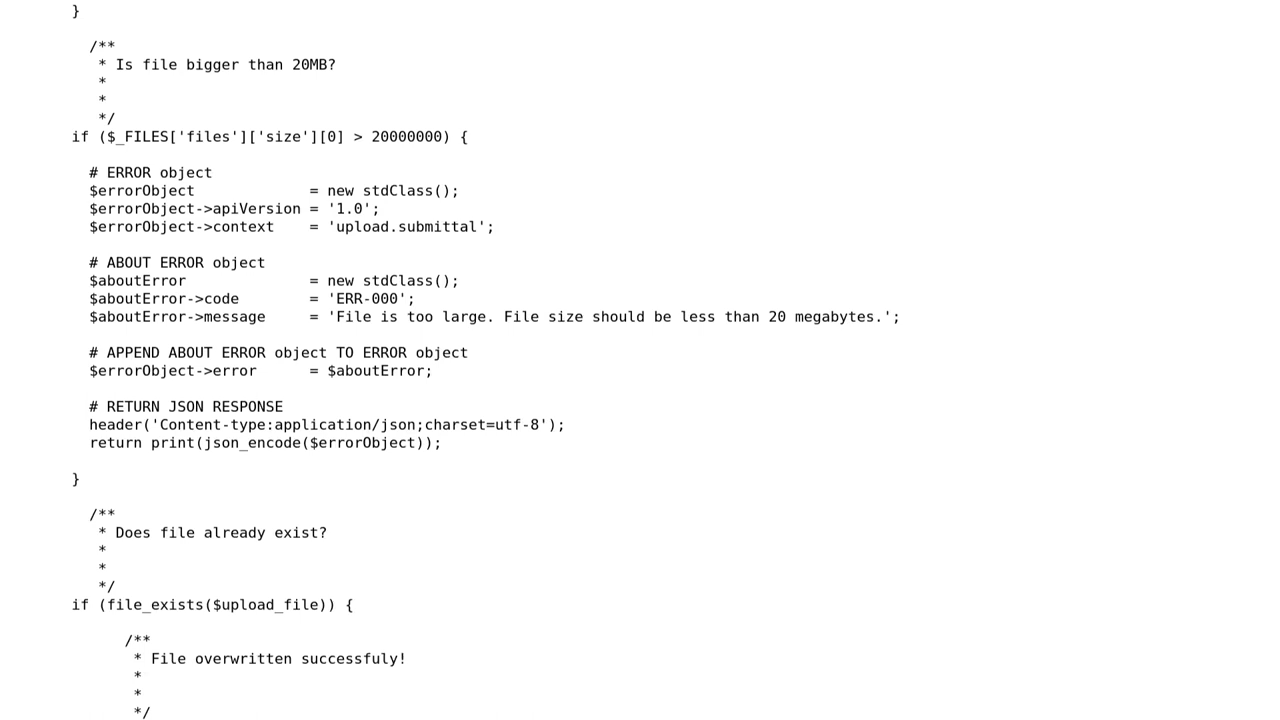 }
/**
* Is file bigger than 20MB?
*
*
*/
if ($_FILES['files']['size'][0] > 20000000) {
# ERROR object
$errorObject             = new stdClass();
$errorObject->apiVersion = '1.0';
$errorObject->context    = 'upload.submittal';
# ABOUT ERROR object
$aboutError              = new stdClass();
$aboutError->code        = 'ERR-000';
$aboutError->message     = 'File is too large. File size should be less than 20 megabytes.';
# APPEND ABOUT ERROR object TO ERROR object
$errorObject->error      = $aboutError;
# RETURN JSON RESPONSE
header('Content-type:application/json;charset=utf-8');
return print(json_encode($errorObject));
}
/**
* Does file already exist?
*
*
*/
if (file_exists($upload_file)) {
/**
* File overwritten successfuly!
*
*
*/